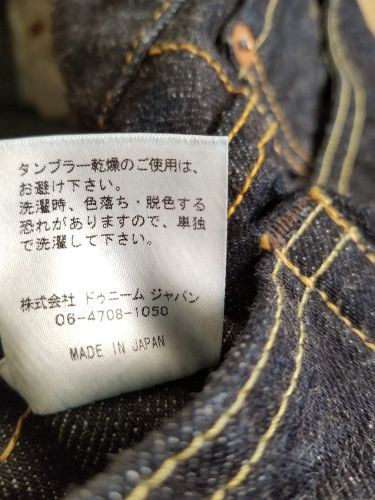 タンブラー乾燥のご使用は、
お避け下さい。
洗濯時、色落ち・脱色する
恐れがありますので、単独
で洗濯して下さい。
株式会社 ドゥニーム ジャパン
06-4708-1050
MADE IN JAPAN